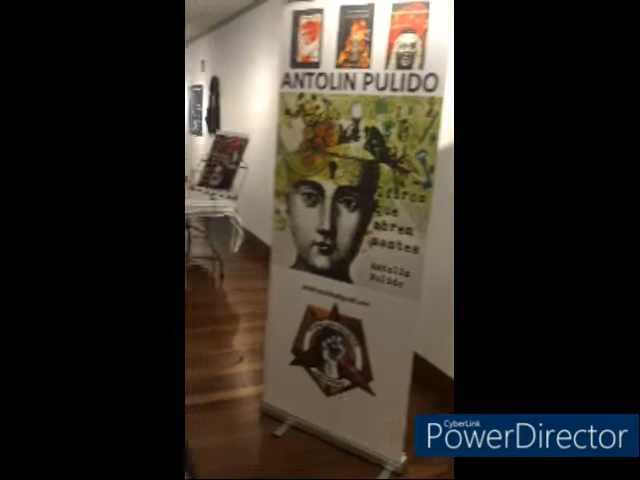 ANTOLIN PULIDO
Libros
que
abren
mentes
Antolin
Pulido
CyberLink
PowerDirector